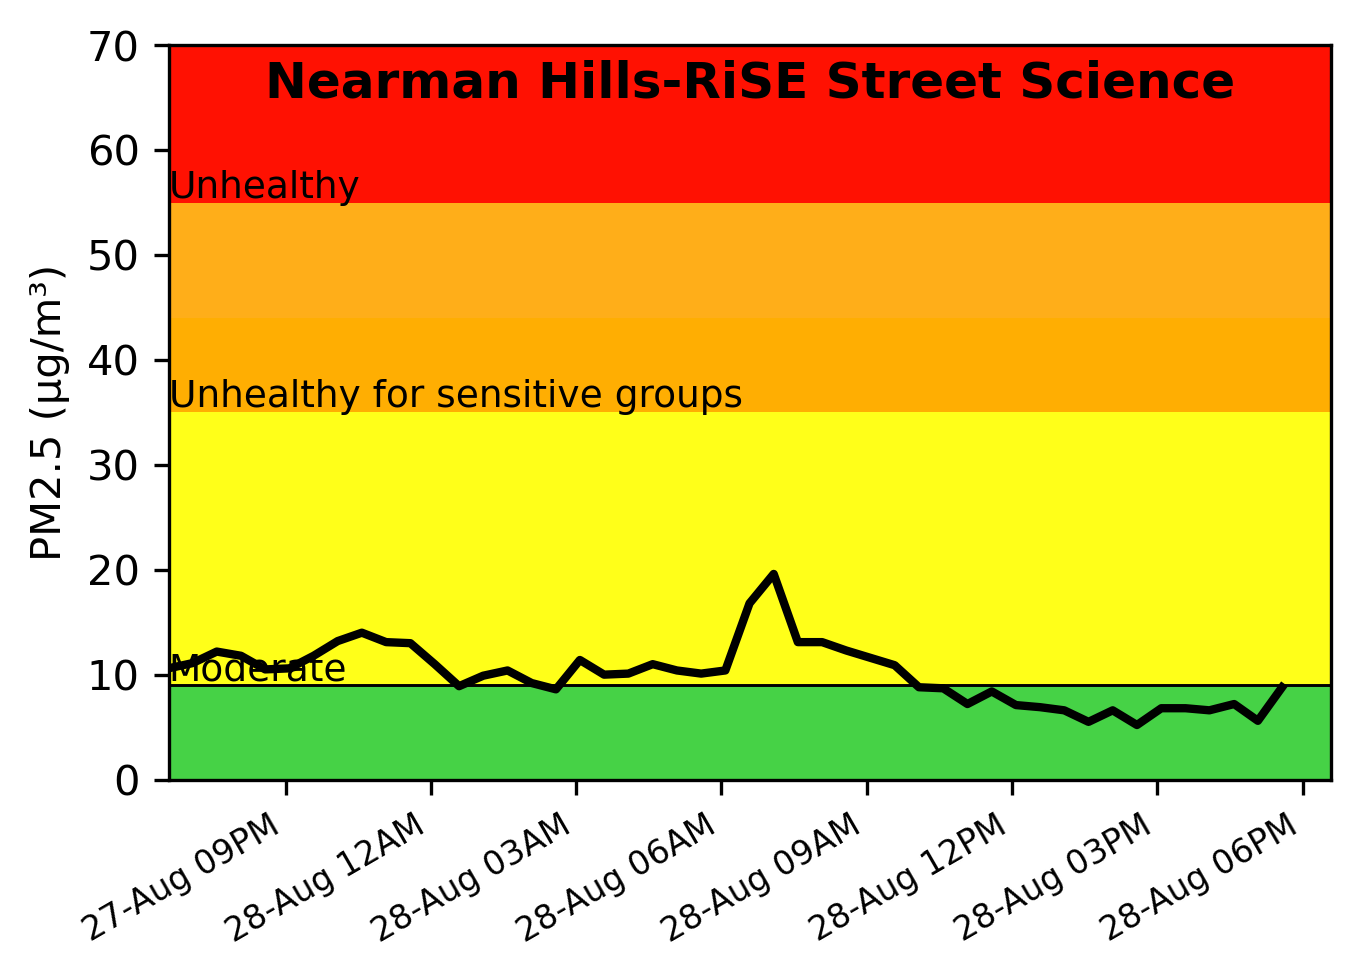 Nearman Hills-RiSE Street Science
70
60
50
40
30
20
10
0
PM2.5 (μg/m³)
Unhealthy
Unhealthy for sensitive groups
Moderate
27-Aug 09PM
28-Aug 12AM
28-Aug 03AM
28-Aug 06AM
28-Aug 09AM
28-Aug 12PM
28-Aug 03PM
28-Aug 06PM